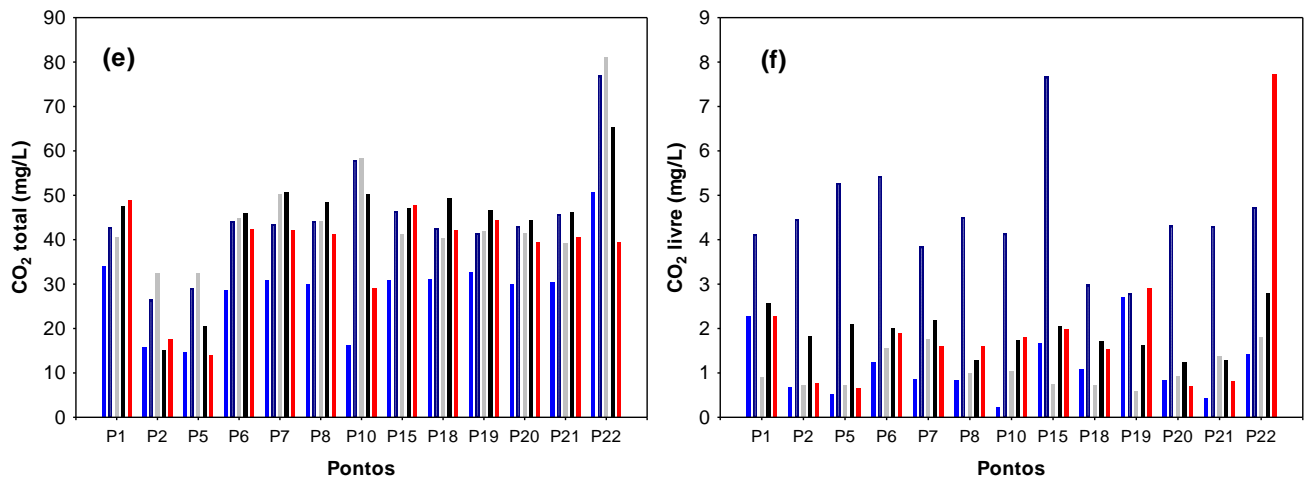 (e)
CO₂ total (mg/L)
90
80
70
60
50
40
30
20
10
0
P1 P2 P5 P6 P7 P8 P10 P15 P18 P19 P20 P21 P22
Pontos
(f)
CO₂ livre (mg/L)
9
8
7
6
5
4
3
2
1
0
P1 P2 P5 P6 P7 P8 P10 P15 P18 P19 P20 P21 P22
Pontos